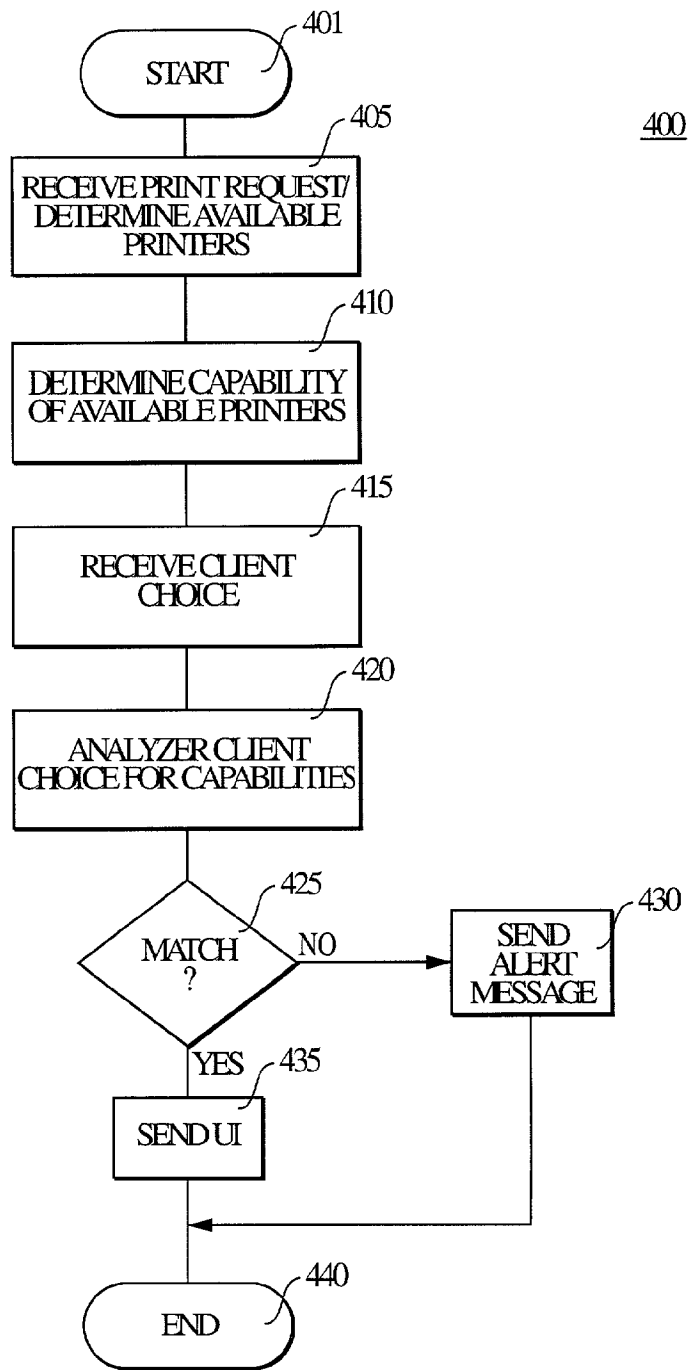 401
START
400
405
RECEIVE PRINT REQUEST/
DETERMINE AVAILABLE
PRINTERS
410
DETERMINE CAPABILITY
OF AVAILABLE PRINTERS
415
RECEIVE CLIENT
CHOICE
420
ANALYZER CLIENT
CHOICE FOR CAPABILITIES
425
MATCH
?
NO
430
SEND
ALERT
MESSAGE
YES
435
SEND UI
440
END